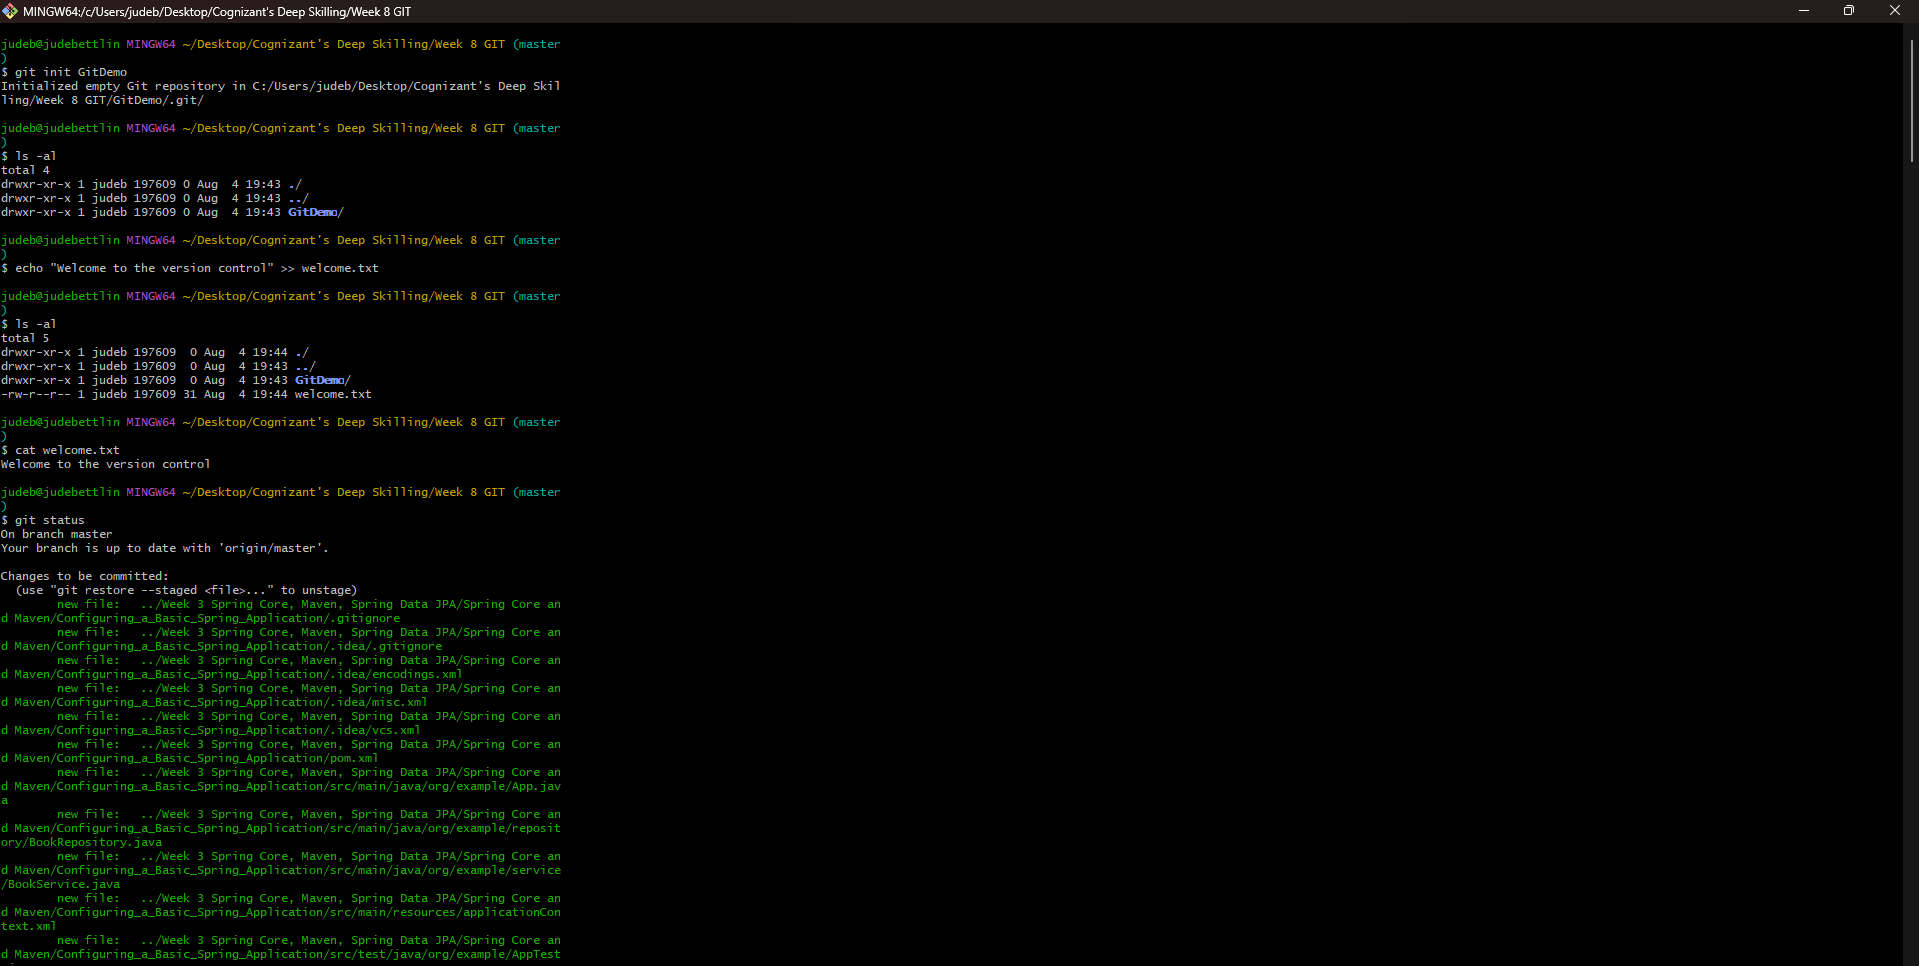 MINGW64:/c/Users/judeb/Desktop/Cognizant's Deep Skilling/Week 8 GIT
judeb@judebettlin MINGW64 ~/Desktop/Cognizant's Deep Skilling/Week 8 GIT (master
)
$ git init GitDemo
Initialized empty Git repository in C:/Users/judeb/Desktop/Cognizant's Deep Skil
ling/Week 8 GIT/GitDemo/.git/
judeb@judebettlin MINGW64 ~/Desktop/Cognizant's Deep Skilling/Week 8 GIT (master
)
$ ls -al
total 4
drwxr-xr-x 1 judeb 197609 0 Aug  4 19:43 ./
drwxr-xr-x 1 judeb 197609 0 Aug  4 19:43 ../
drwxr-xr-x 1 judeb 197609 0 Aug  4 19:43 GitDemo/
judeb@judebettlin MINGW64 ~/Desktop/Cognizant's Deep Skilling/Week 8 GIT (master
)
$ echo "Welcome to the version control" >> welcome.txt
judeb@judebettlin MINGW64 ~/Desktop/Cognizant's Deep Skilling/Week 8 GIT (master
)
$ ls -al
total 5
drwxr-xr-x 1 judeb 197609  0 Aug  4 19:44 ./
drwxr-xr-x 1 judeb 197609  0 Aug  4 19:43 ../
drwxr-xr-x 1 judeb 197609  0 Aug  4 19:43 GitDemo/
-rw-r--r-- 1 judeb 197609 31 Aug  4 19:44 welcome.txt
judeb@judebettlin MINGW64 ~/Desktop/Cognizant's Deep Skilling/Week 8 GIT (master
)
$ cat welcome.txt
Welcome to the version control
judeb@judebettlin MINGW64 ~/Desktop/Cognizant's Deep Skilling/Week 8 GIT (master
)
$ git status
On branch master
Your branch is up to date with 'origin/master'.
Changes to be committed:
  (use "git restore --staged <file>..." to unstage)
        new file:   ../Week 3 Spring Core, Maven, Spring Data JPA/Spring Core an
d Maven/Configuring_a_Basic_Spring_Application/.gitignore
        new file:   ../Week 3 Spring Core, Maven, Spring Data JPA/Spring Core an
d Maven/Configuring_a_Basic_Spring_Application/.idea/.gitignore
        new file:   ../Week 3 Spring Core, Maven, Spring Data JPA/Spring Core an
d Maven/Configuring_a_Basic_Spring_Application/.idea/encodings.xml
        new file:   ../Week 3 Spring Core, Maven, Spring Data JPA/Spring Core an
d Maven/Configuring_a_Basic_Spring_Application/.idea/misc.xml
        new file:   ../Week 3 Spring Core, Maven, Spring Data JPA/Spring Core an
d Maven/Configuring_a_Basic_Spring_Application/.idea/vcs.xml
        new file:   ../Week 3 Spring Core, Maven, Spring Data JPA/Spring Core an
d Maven/Configuring_a_Basic_Spring_Application/pom.xml
        new file:   ../Week 3 Spring Core, Maven, Spring Data JPA/Spring Core an
d Maven/Configuring_a_Basic_Spring_Application/src/main/java/org/example/App.jav
a
        new file:   ../Week 3 Spring Core, Maven, Spring Data JPA/Spring Core an
d Maven/Configuring_a_Basic_Spring_Application/src/main/java/org/example/reposit
ory/BookRepository.java
        new file:   ../Week 3 Spring Core, Maven, Spring Data JPA/Spring Core an
d Maven/Configuring_a_Basic_Spring_Application/src/main/java/org/example/service
/BookService.java
        new file:   ../Week 3 Spring Core, Maven, Spring Data JPA/Spring Core an
d Maven/Configuring_a_Basic_Spring_Application/src/main/resources/applicationCon
text.xml
        new file:   ../Week 3 Spring Core, Maven, Spring Data JPA/Spring Core an
d Maven/Configuring_a_Basic_Spring_Application/src/test/java/org/example/AppTest